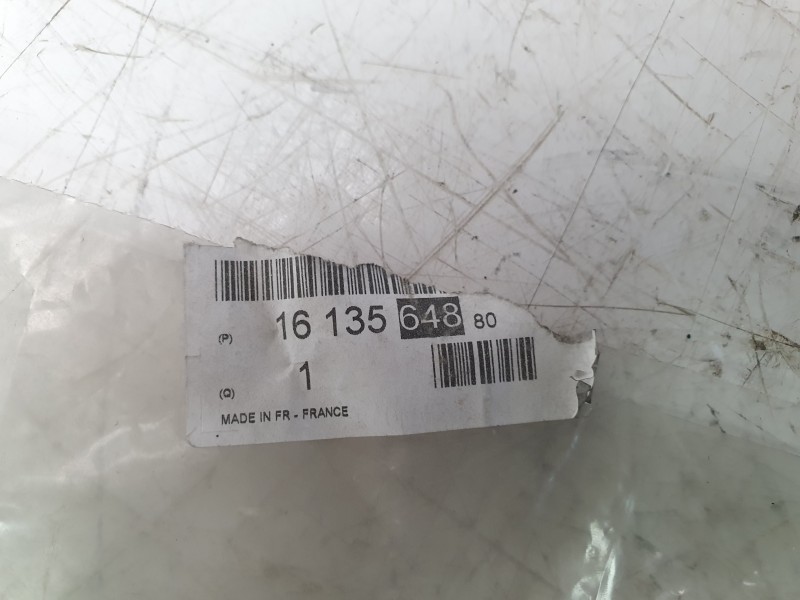 (P) 16 135 648 80
(Q) 1
MADE IN FR - FRANCE